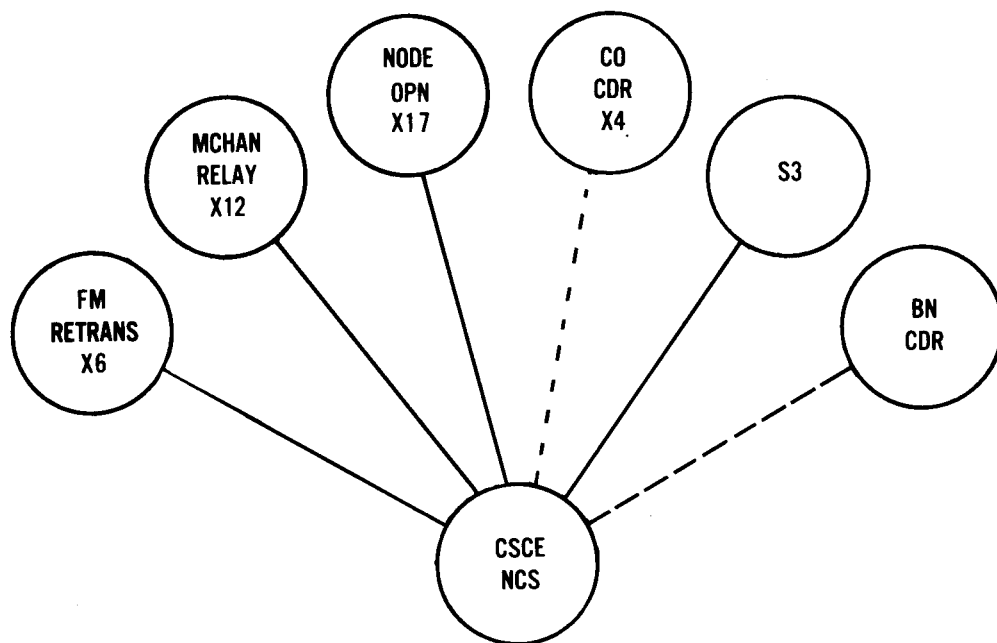 FM
RETRANS
X6
MCHAN
RELAY
X12
NODE
OPN
X17
CO
CDR
X4
S3
BN
CDR
CSCE
NCS